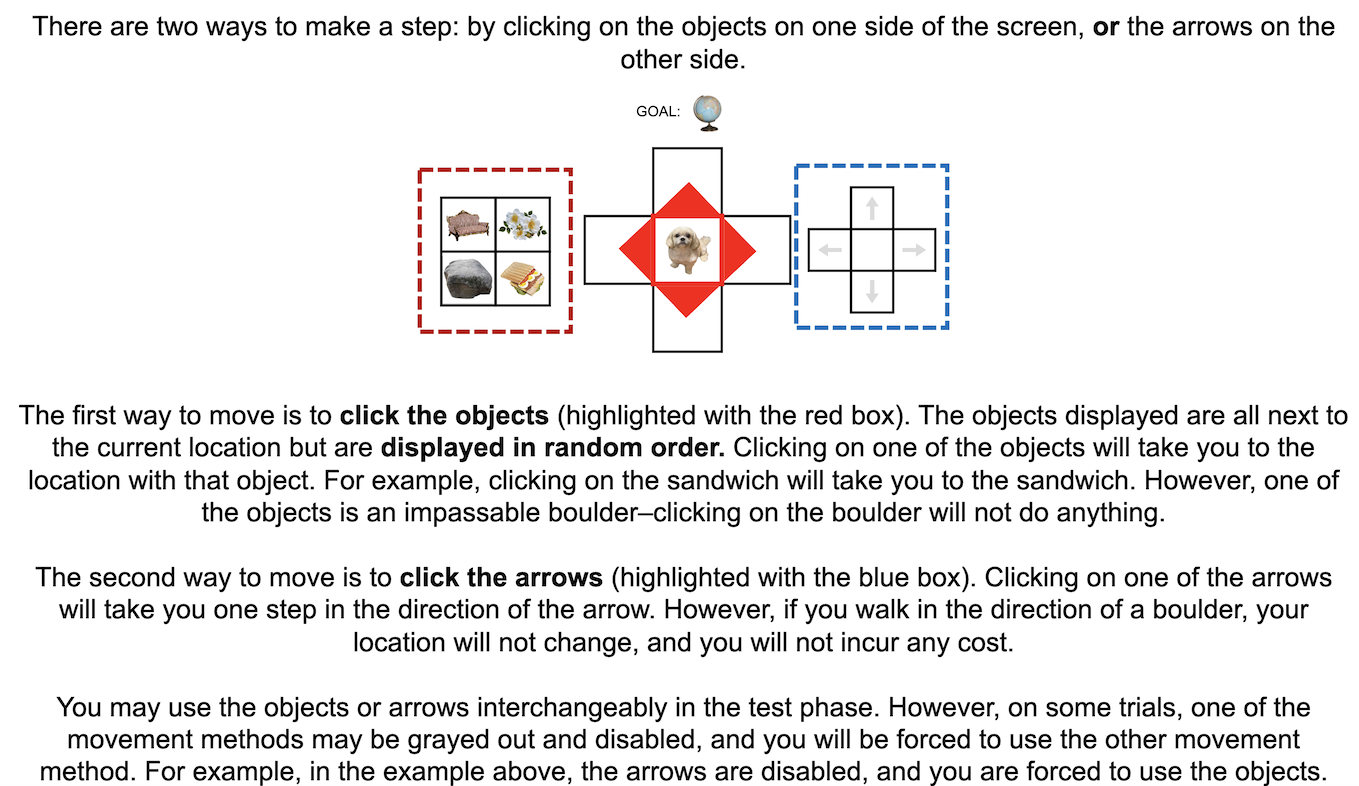 There are two ways to make a step: by clicking on the objects on one side of the screen, or the arrows on the
other side.
GOAL:
The first way to move is to click the objects (highlighted with the red box). The objects displayed are all next to
the current location but are displayed in random order. Clicking on one of the objects will take you to the
location with that object. For example, clicking on the sandwich will take you to the sandwich. However, one of
the objects is an impassable boulder–clicking on the boulder will not do anything.
The second way to move is to click the arrows (highlighted with the blue box). Clicking on one of the arrows
will take you one step in the direction of the arrow. However, if you walk in the direction of a boulder, your
location will not change, and you will not incur any cost.
You may use the objects or arrows interchangeably in the test phase. However, on some trials, one of the
movement methods may be grayed out and disabled, and you will be forced to use the other movement
method. For example, in the example above, the arrows are disabled, and you are forced to use the objects.